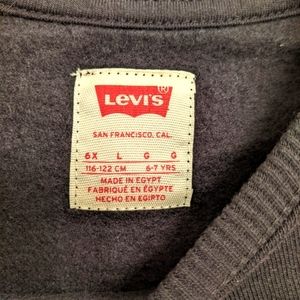 Levi's ®
SAN FRANCISCO, CAL.
6X L G G
116-122 CM 6-7 YRS
MADE IN EGYPT
FABRIQUÉ EN ÉGYPTE
HECHO EN EGIPTO